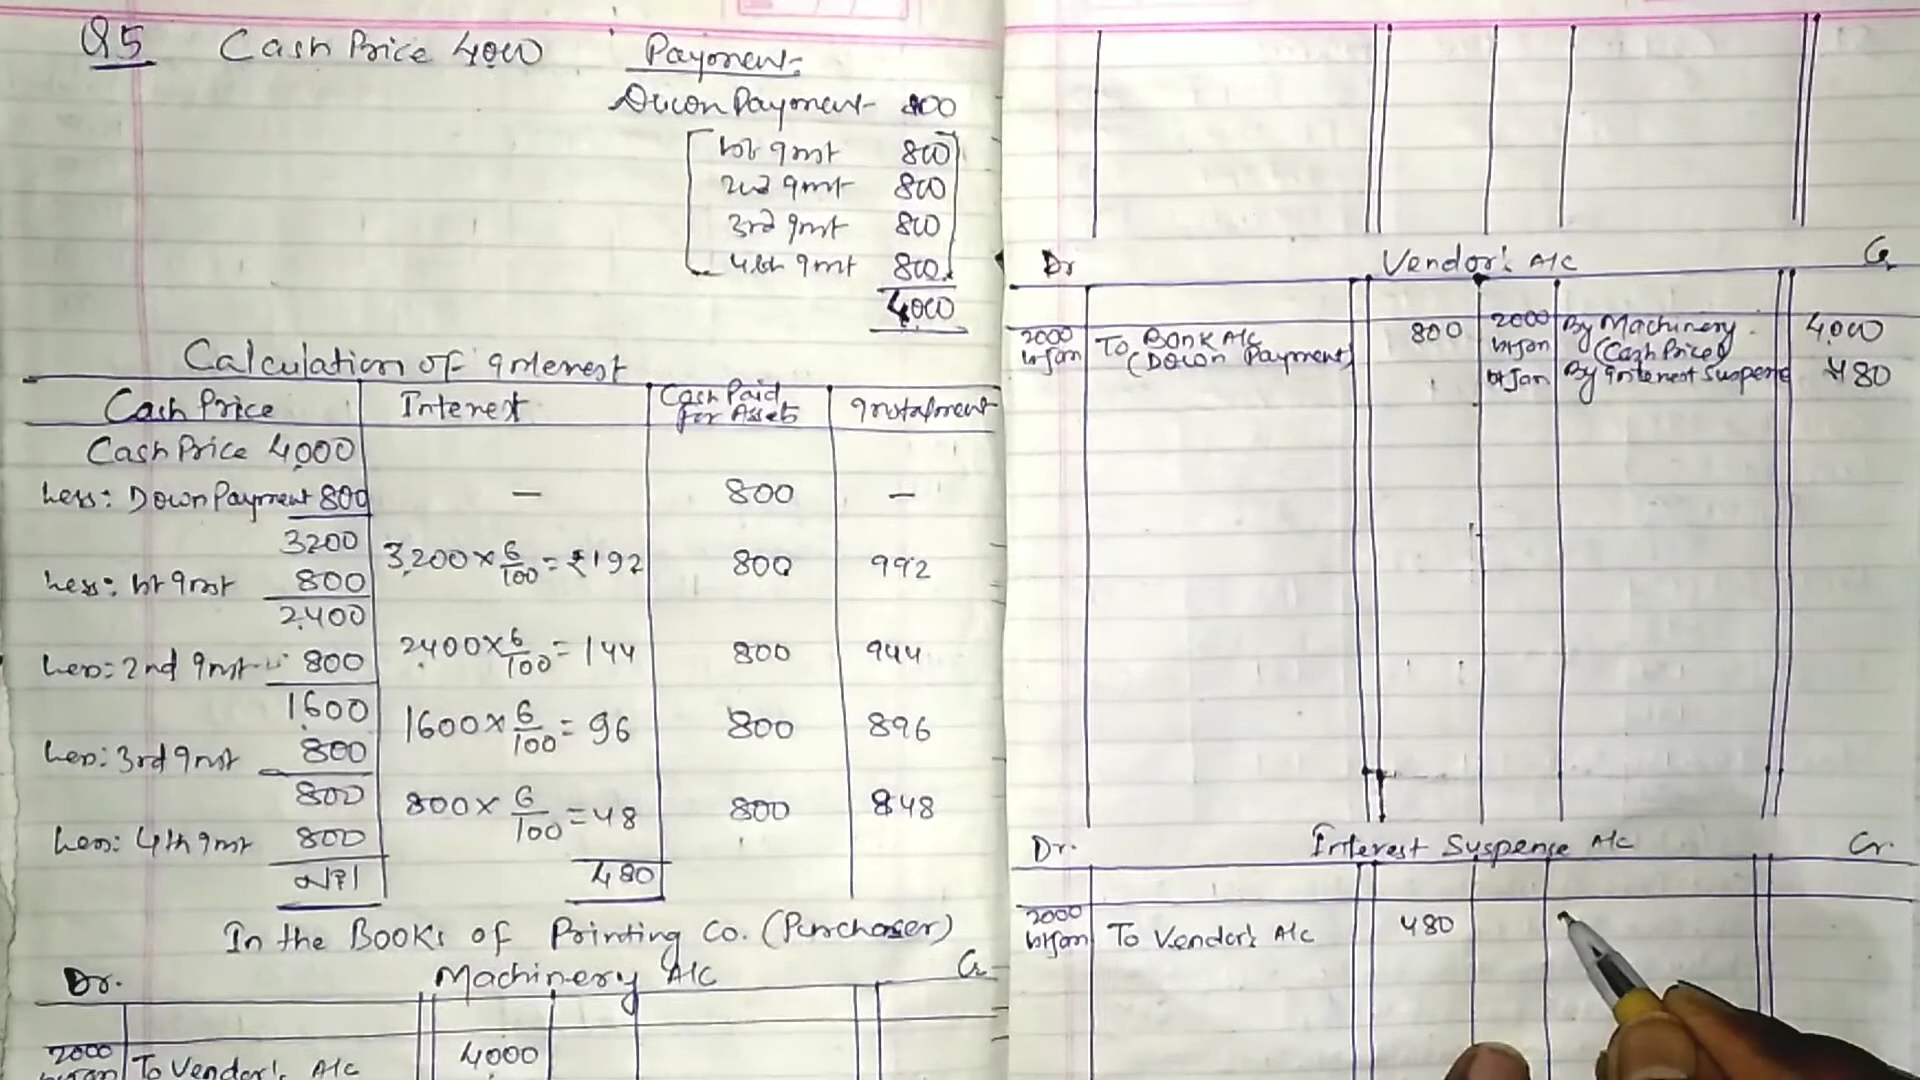 Q5 Cash Price 4000 Payment:
Down Payment- 800
1st Inst 800
2nd Inst 800
3rd Inst 800
4th Inst 800
4000
Calculation of Interest
Cash Price Interest Cash Paid for Assets Instalment
Cash Price 4000
Less: Down Payment 800 — 800 —
3200 3,200×6/100=₹192 800 992
Less: 1st Inst 800
2400
2400×6/100=144 800 944
Less: 2nd Inst 800
1600 1600×6/100=96 800 896
Less: 3rd Inst 800
800 800×6/100=48 800 848
Less: 4th Inst 800
Nil 480
In the Books of Printing Co. (Purchaser)
Dr. Machinery A/c Cr
2000 1st Jan To Vendor's A/c 4000
Dr Vendor's A/c Cr
2000 1st Jan To Bank A/c (Down Payment) 800 2000 1st Jan By Machinery (Cash Price) 4,000
1st Jan By Interest Suspense 480
Dr. Interest Suspense A/c Cr.
2000 1st Jan To Vendor's A/c 480